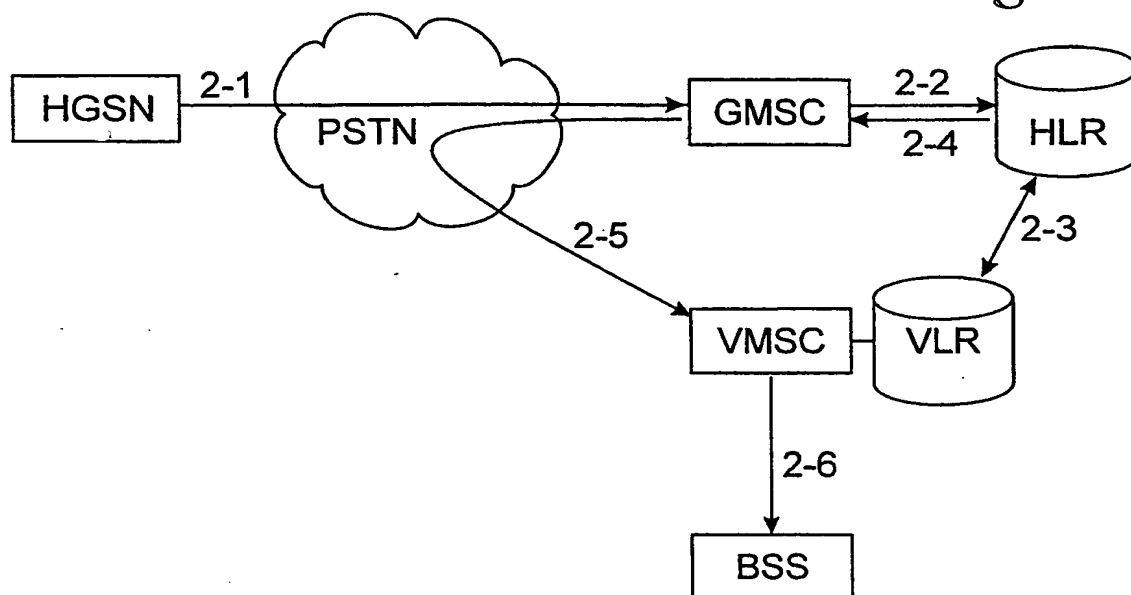 HGSN
2-1
PSTN
GMSC
2-2
2-4
HLR
2-5
2-3
VMSC
VLR
2-6
BSS